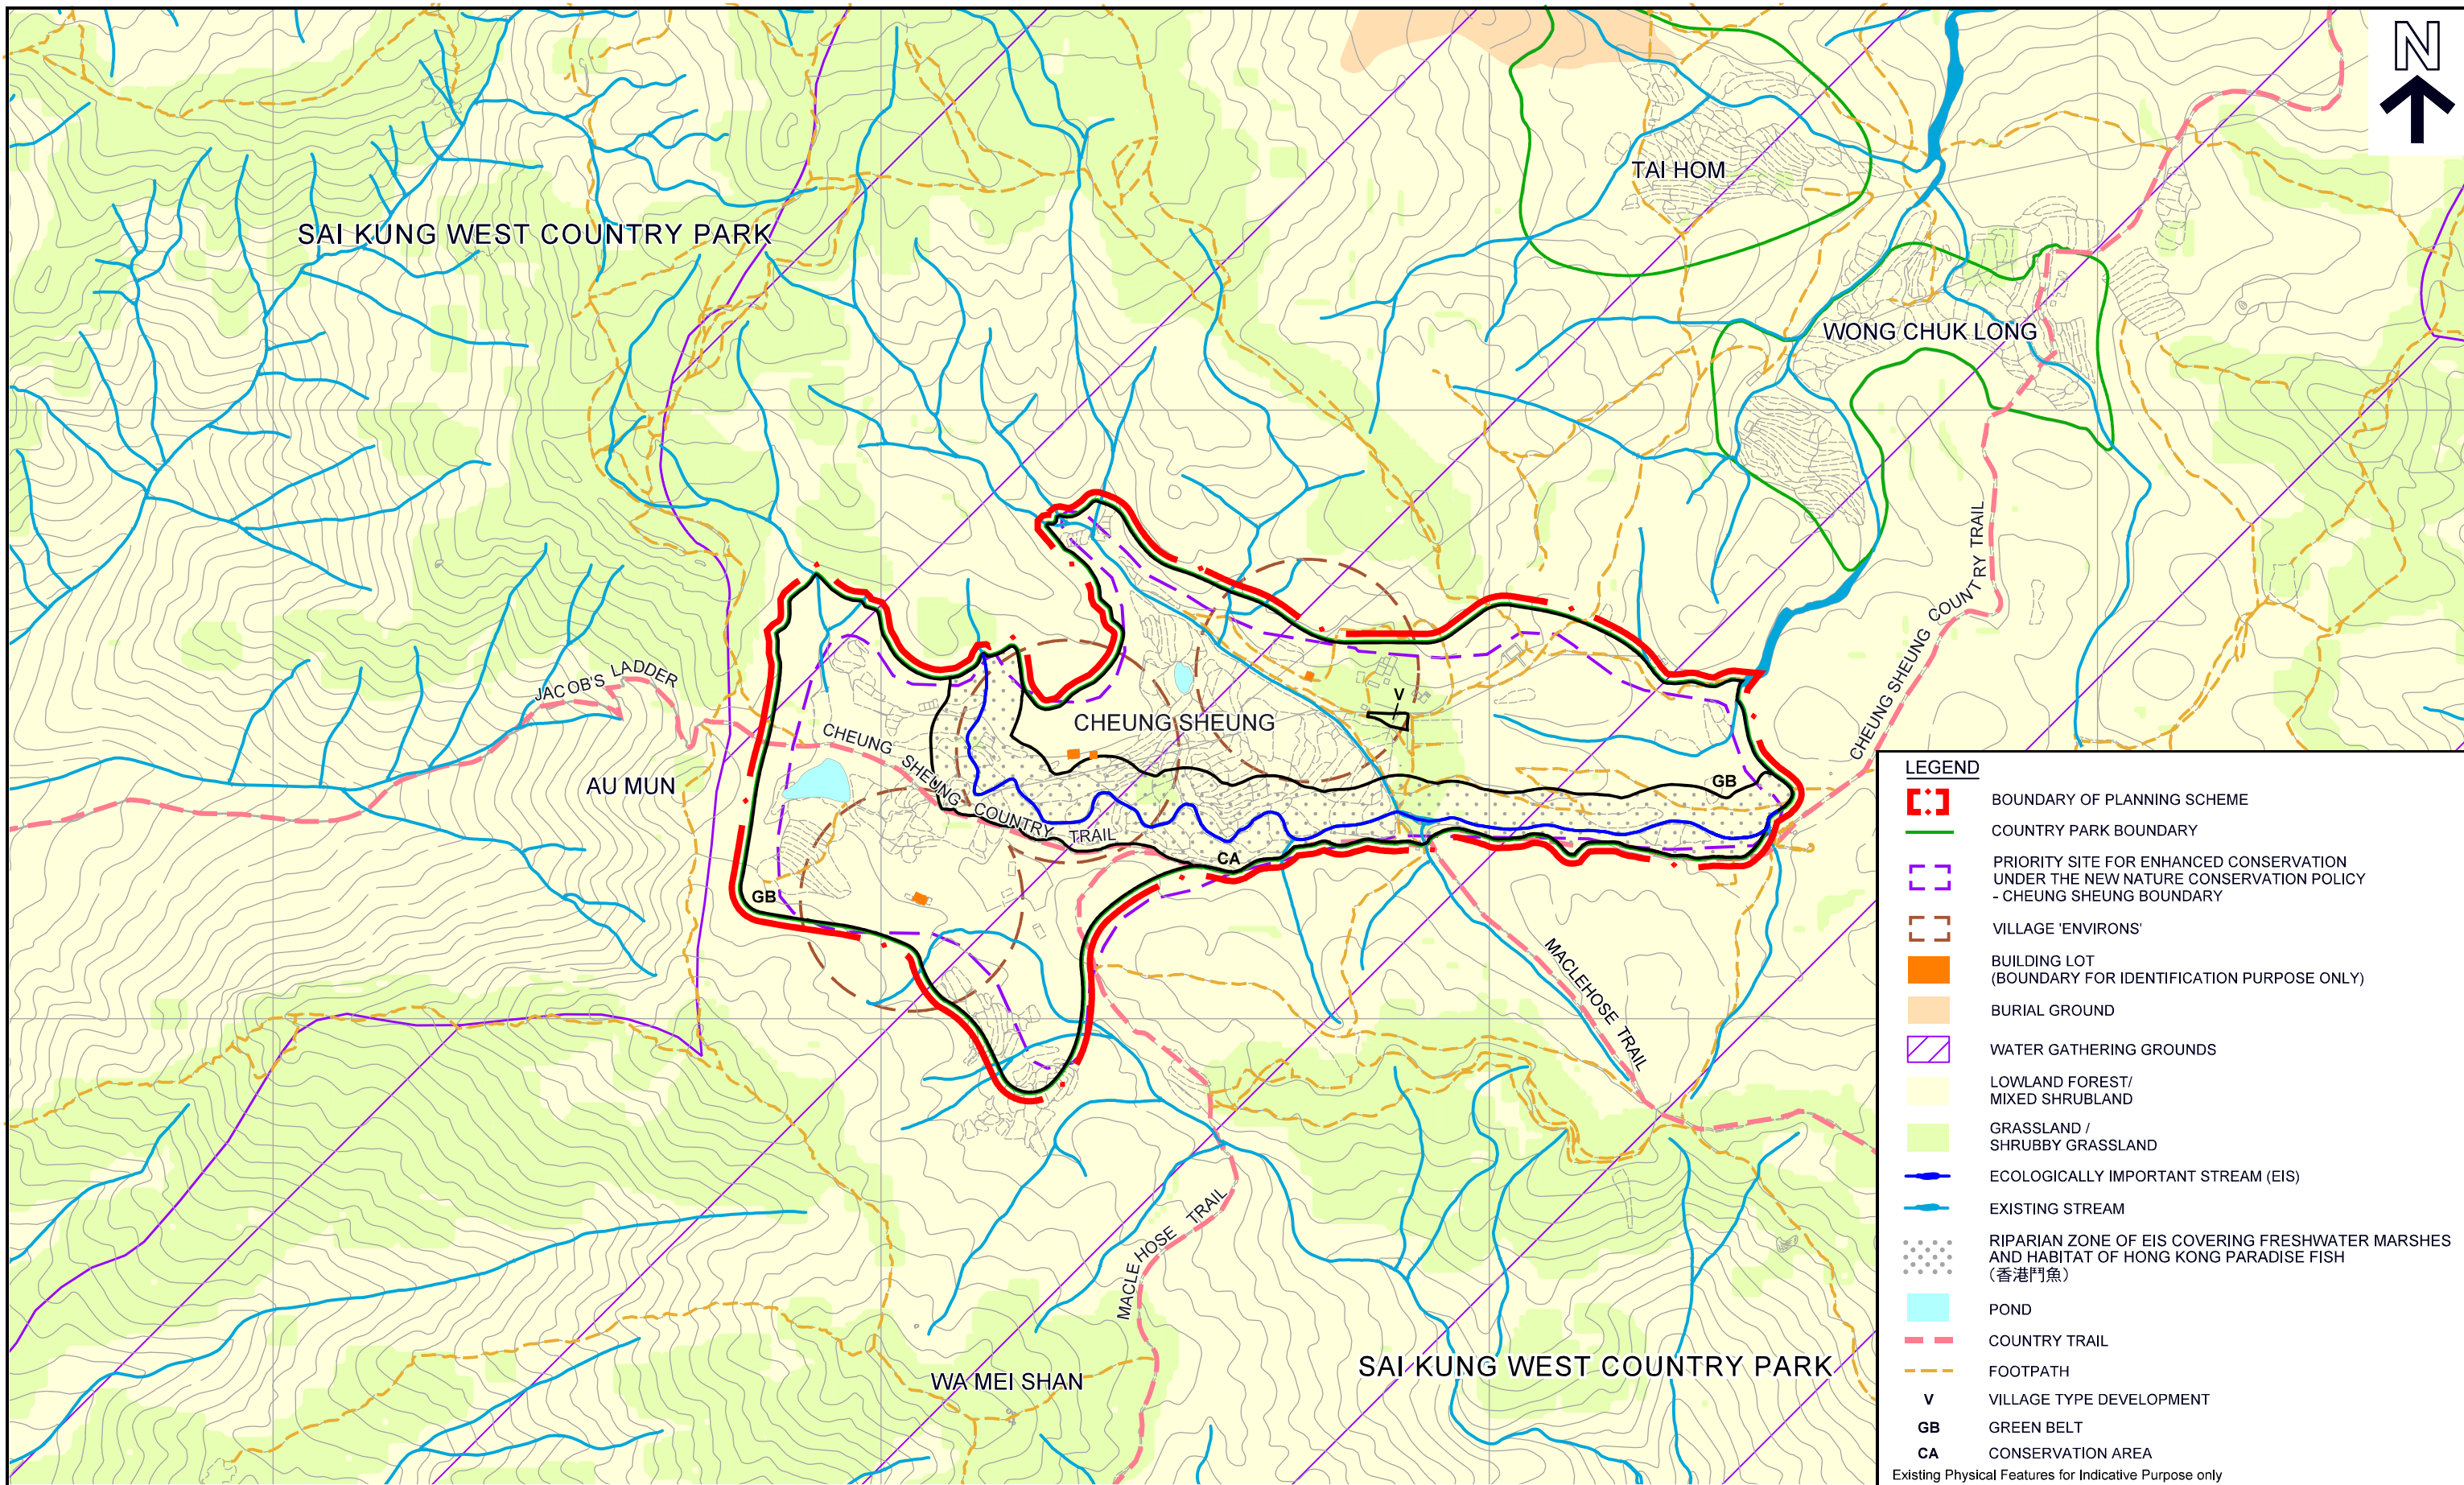 N
TAI HOM
SAI KUNG WEST COUNTRY PARK
WONG CHUK LONG
CHEUNG SHEUNG COUNTRY TRAIL
JACOB'S LADDER
V
CHEUNG SHEUNG
CHEUNG SHEUNG COUNTRY TRAIL
AU MUN
GB
CA
GB
MACLEHOSE TRAIL
MACLE HOSE TRAIL
SAI KUNG WEST COUNTRY PARK
WA MEI SHAN
LEGEND
BOUNDARY OF PLANNING SCHEME
COUNTRY PARK BOUNDARY
PRIORITY SITE FOR ENHANCED CONSERVATION
UNDER THE NEW NATURE CONSERVATION POLICY
- CHEUNG SHEUNG BOUNDARY
VILLAGE 'ENVIRONS'
BUILDING LOT
(BOUNDARY FOR IDENTIFICATION PURPOSE ONLY)
BURIAL GROUND
WATER GATHERING GROUNDS
LOWLAND FOREST/
MIXED SHRUBLAND
GRASSLAND /
SHRUBBY GRASSLAND
ECOLOGICALLY IMPORTANT STREAM (EIS)
EXISTING STREAM
RIPARIAN ZONE OF EIS COVERING FRESHWATER MARSHES
AND HABITAT OF HONG KONG PARADISE FISH
（香港鬥魚）
POND
COUNTRY TRAIL
FOOTPATH
V VILLAGE TYPE DEVELOPMENT
GB GREEN BELT
CA CONSERVATION AREA
Existing Physical Features for Indicative Purpose only